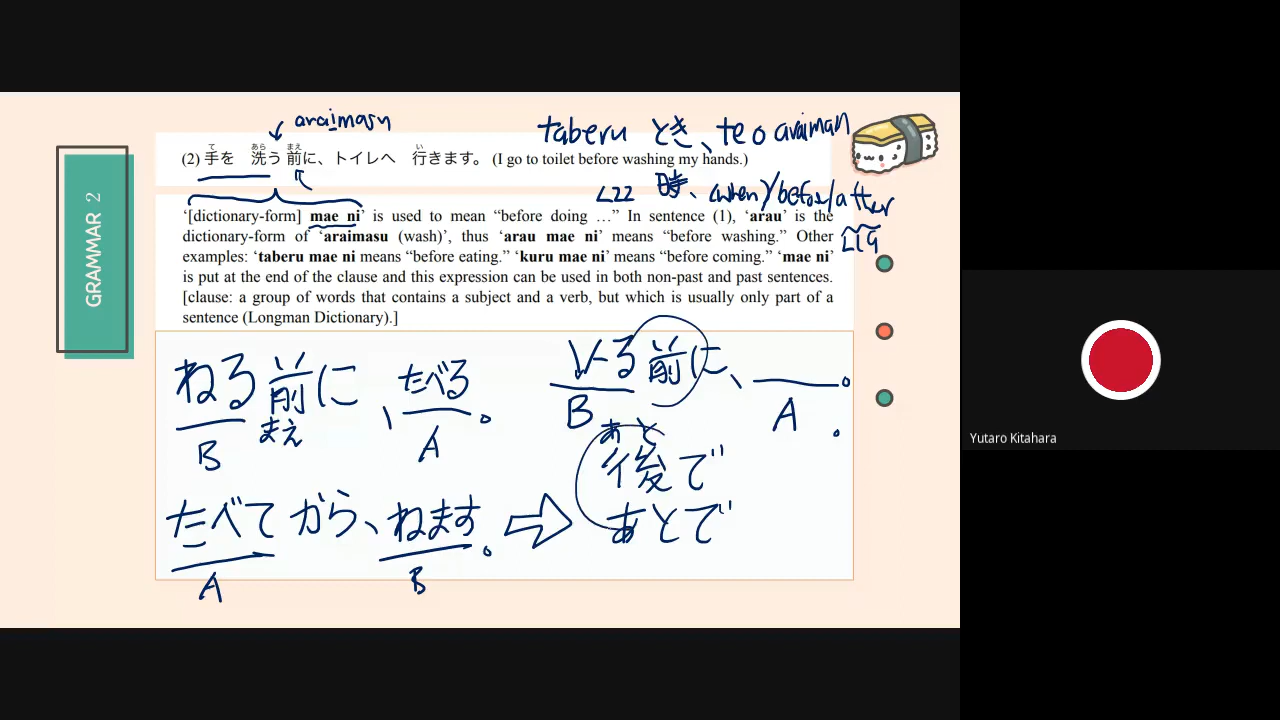 GRAMMAR 2
araimasu
taberu とき、te o araimasu
て あら まえ い
(2) 手を 洗う 前に、トイレへ 行きます。 (I go to toilet before washing my hands.)
L22 時、(when)/before/after
L19
‘[dictionary-form] mae ni’ is used to mean “before doing …” In sentence (1), ‘arau’ is the
dictionary-form of ‘araimasu (wash)’, thus ‘arau mae ni’ means “before washing.” Other
examples: ‘taberu mae ni means “before eating.” ‘kuru mae ni’ means “before coming.” ‘mae ni’
is put at the end of the clause and this expression can be used in both non-past and past sentences.
[clause: a group of words that contains a subject and a verb, but which is usually only part of a
sentence (Longman Dictionary).]
ねる前に、たべる。
まえ
B A
する前に、 。
B A
あと
後で
たべてから、ねます。 ⇨ あとで
A B
Yutaro Kitahara